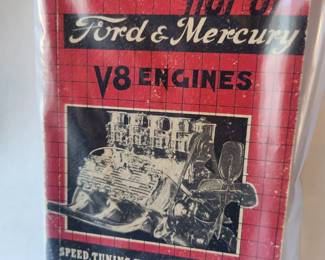 Ford & Mercury
V8 ENGINES
SPEED, TUNING